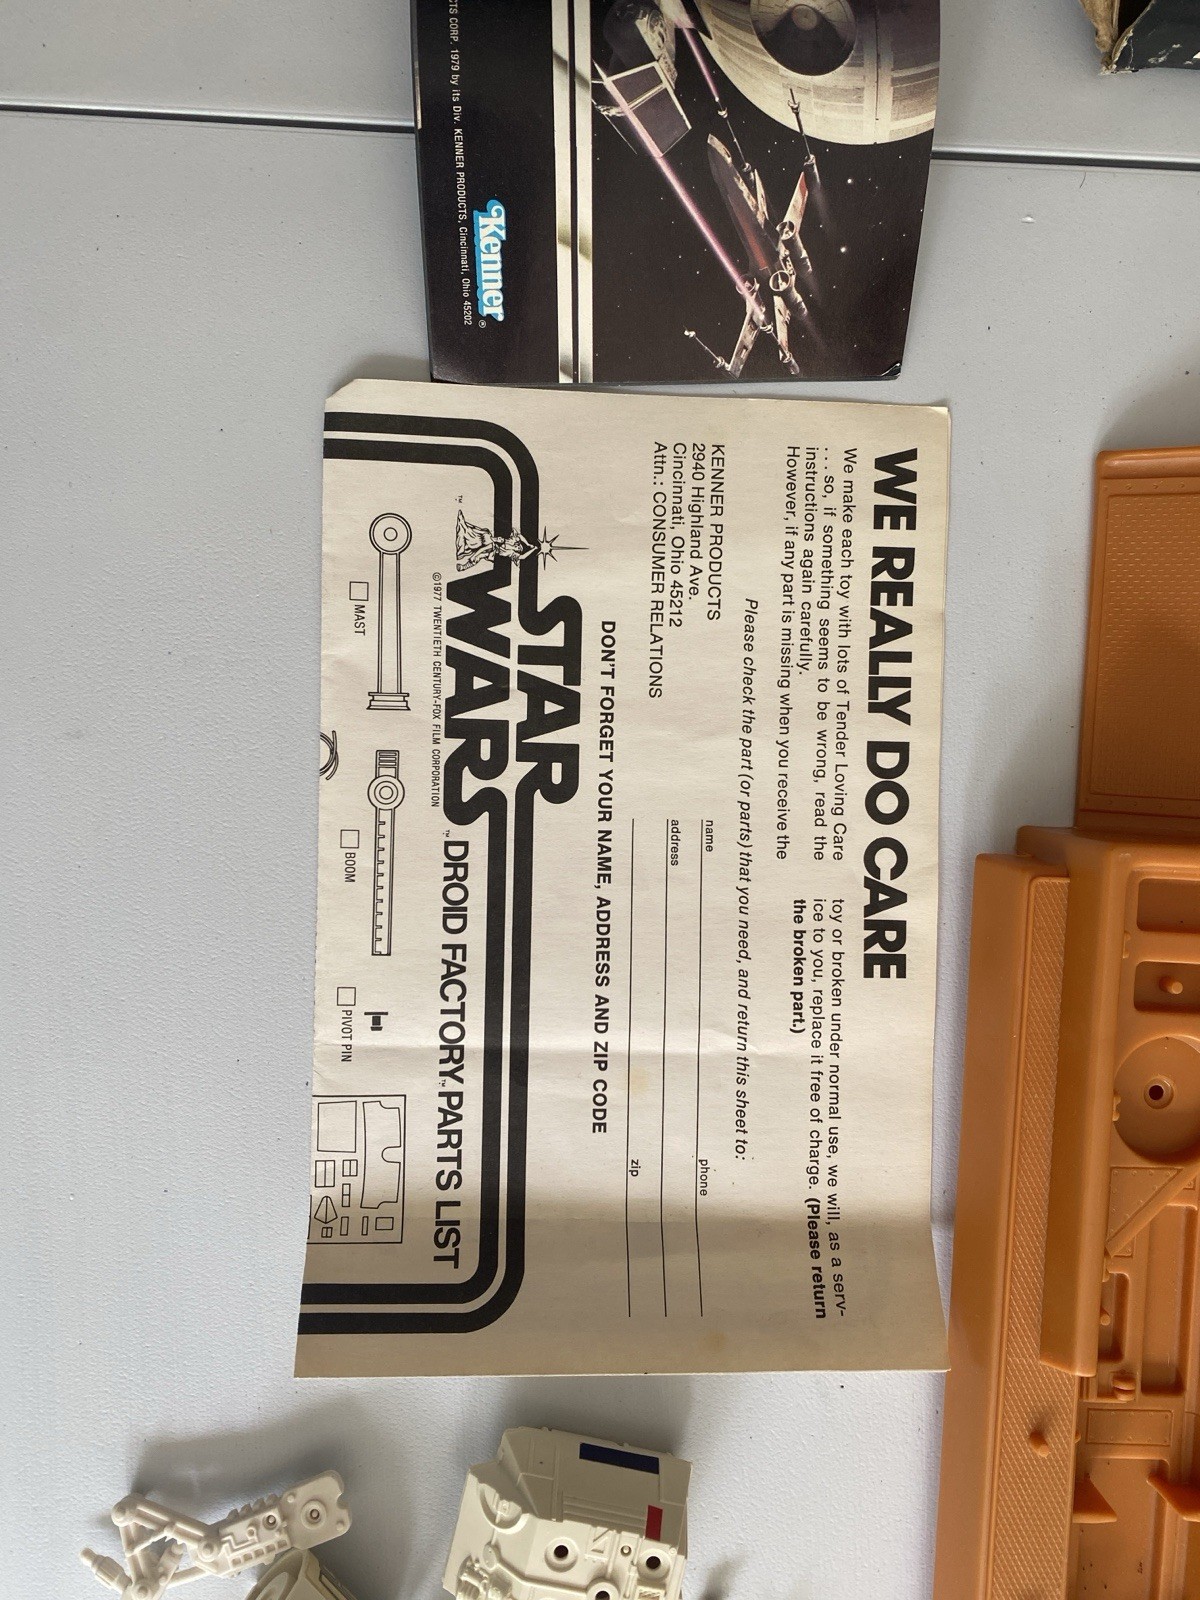 CTS CORP. 1979 by its Div. KENNER PRODUCTS, Cincinnati, Ohio 45202
Kenner®
WE REALLY DO CARE
We make each toy with lots of Tender Loving Care
. . . so, if something seems to be wrong, read the
instructions again carefully.
However, if any part is missing when you receive the
toy or broken under normal use, we will, as a serv-
ice to you, replace it free of charge. (Please return
the broken part.)
Please check the part (or parts) that you need, and return this sheet to:
KENNER PRODUCTS
2940 Highland Ave.
Cincinnati, Ohio 45212
Attn.: CONSUMER RELATIONS
name
phone
address
zip
DON'T FORGET YOUR NAME, ADDRESS AND ZIP CODE
STAR
WARS™ DROID FACTORY™ PARTS LIST
™
©1977 TWENTIETH CENTURY-FOX FILM CORPORATION
MAST
BOOM
PIVOT PIN